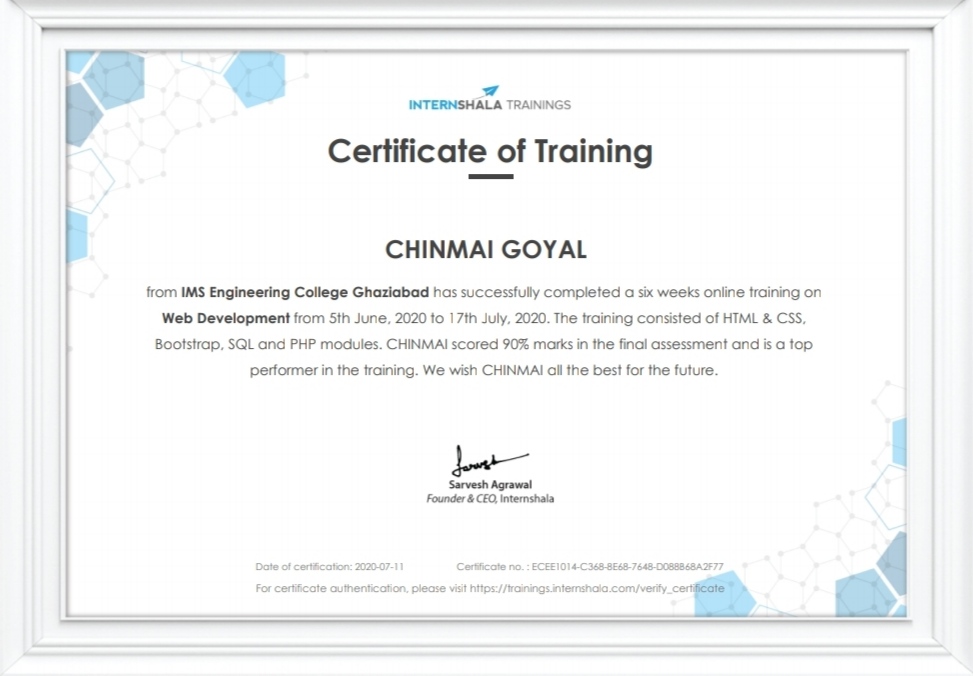 INTERNSHALA TRAININGS
Certificate of Training
CHINMAI GOYAL
from IMS Engineering College Ghaziabad has successfully completed a six weeks online training on
Web Development from 5th June, 2020 to 17th July, 2020. The training consisted of HTML & CSS,
Bootstrap, SQL and PHP modules. CHINMAI scored 90% marks in the final assessment and is a top
performer in the training. We wish CHINMAI all the best for the future.
Sarvesh
Sarvesh Agrawal
Founder & CEO, Internshala
Date of certification: 2020-07-11 Certificate no. : ECEE1014-C368-8E68-7648-D088B68A2F77
For certificate authentication, please visit https://trainings.internshala.com/verify_certificate